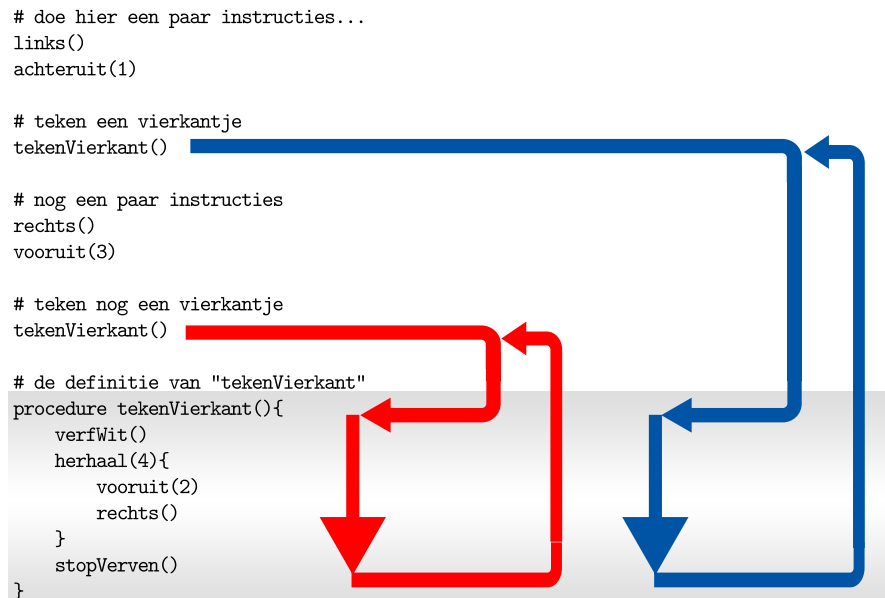 # doe hier een paar instructies...
links()
achteruit(1)
# teken een vierkantje
tekenVierkant()
# nog een paar instructies
rechts()
vooruit(3)
# teken nog een vierkantje
tekenVierkant()
# de definitie van "tekenVierkant"
procedure tekenVierkant(){
    verfWit()
    herhaal(4){
        vooruit(2)
        rechts()
    }
    stopVerven()
}